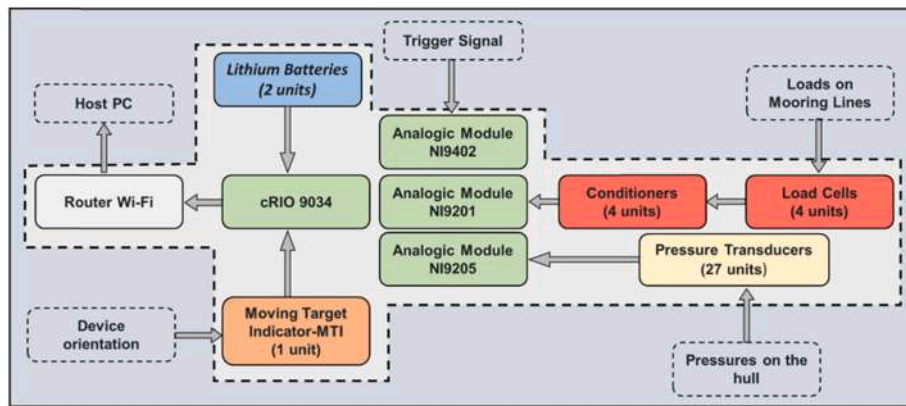 Trigger Signal
Lithium Batteries
(2 units)
Host PC
Loads on
Mooring Lines
Analogic Module
NI9402
Router Wi-Fi
cRIO 9034
Analogic Module
NI9201
Conditioners
(4 units)
Load Cells
(4 units)
Analogic Module
NI9205
Pressure Transducers
(27 units)
Moving Target
Indicator-MTI
(1 unit)
Device
orientation
Pressures on the
hull